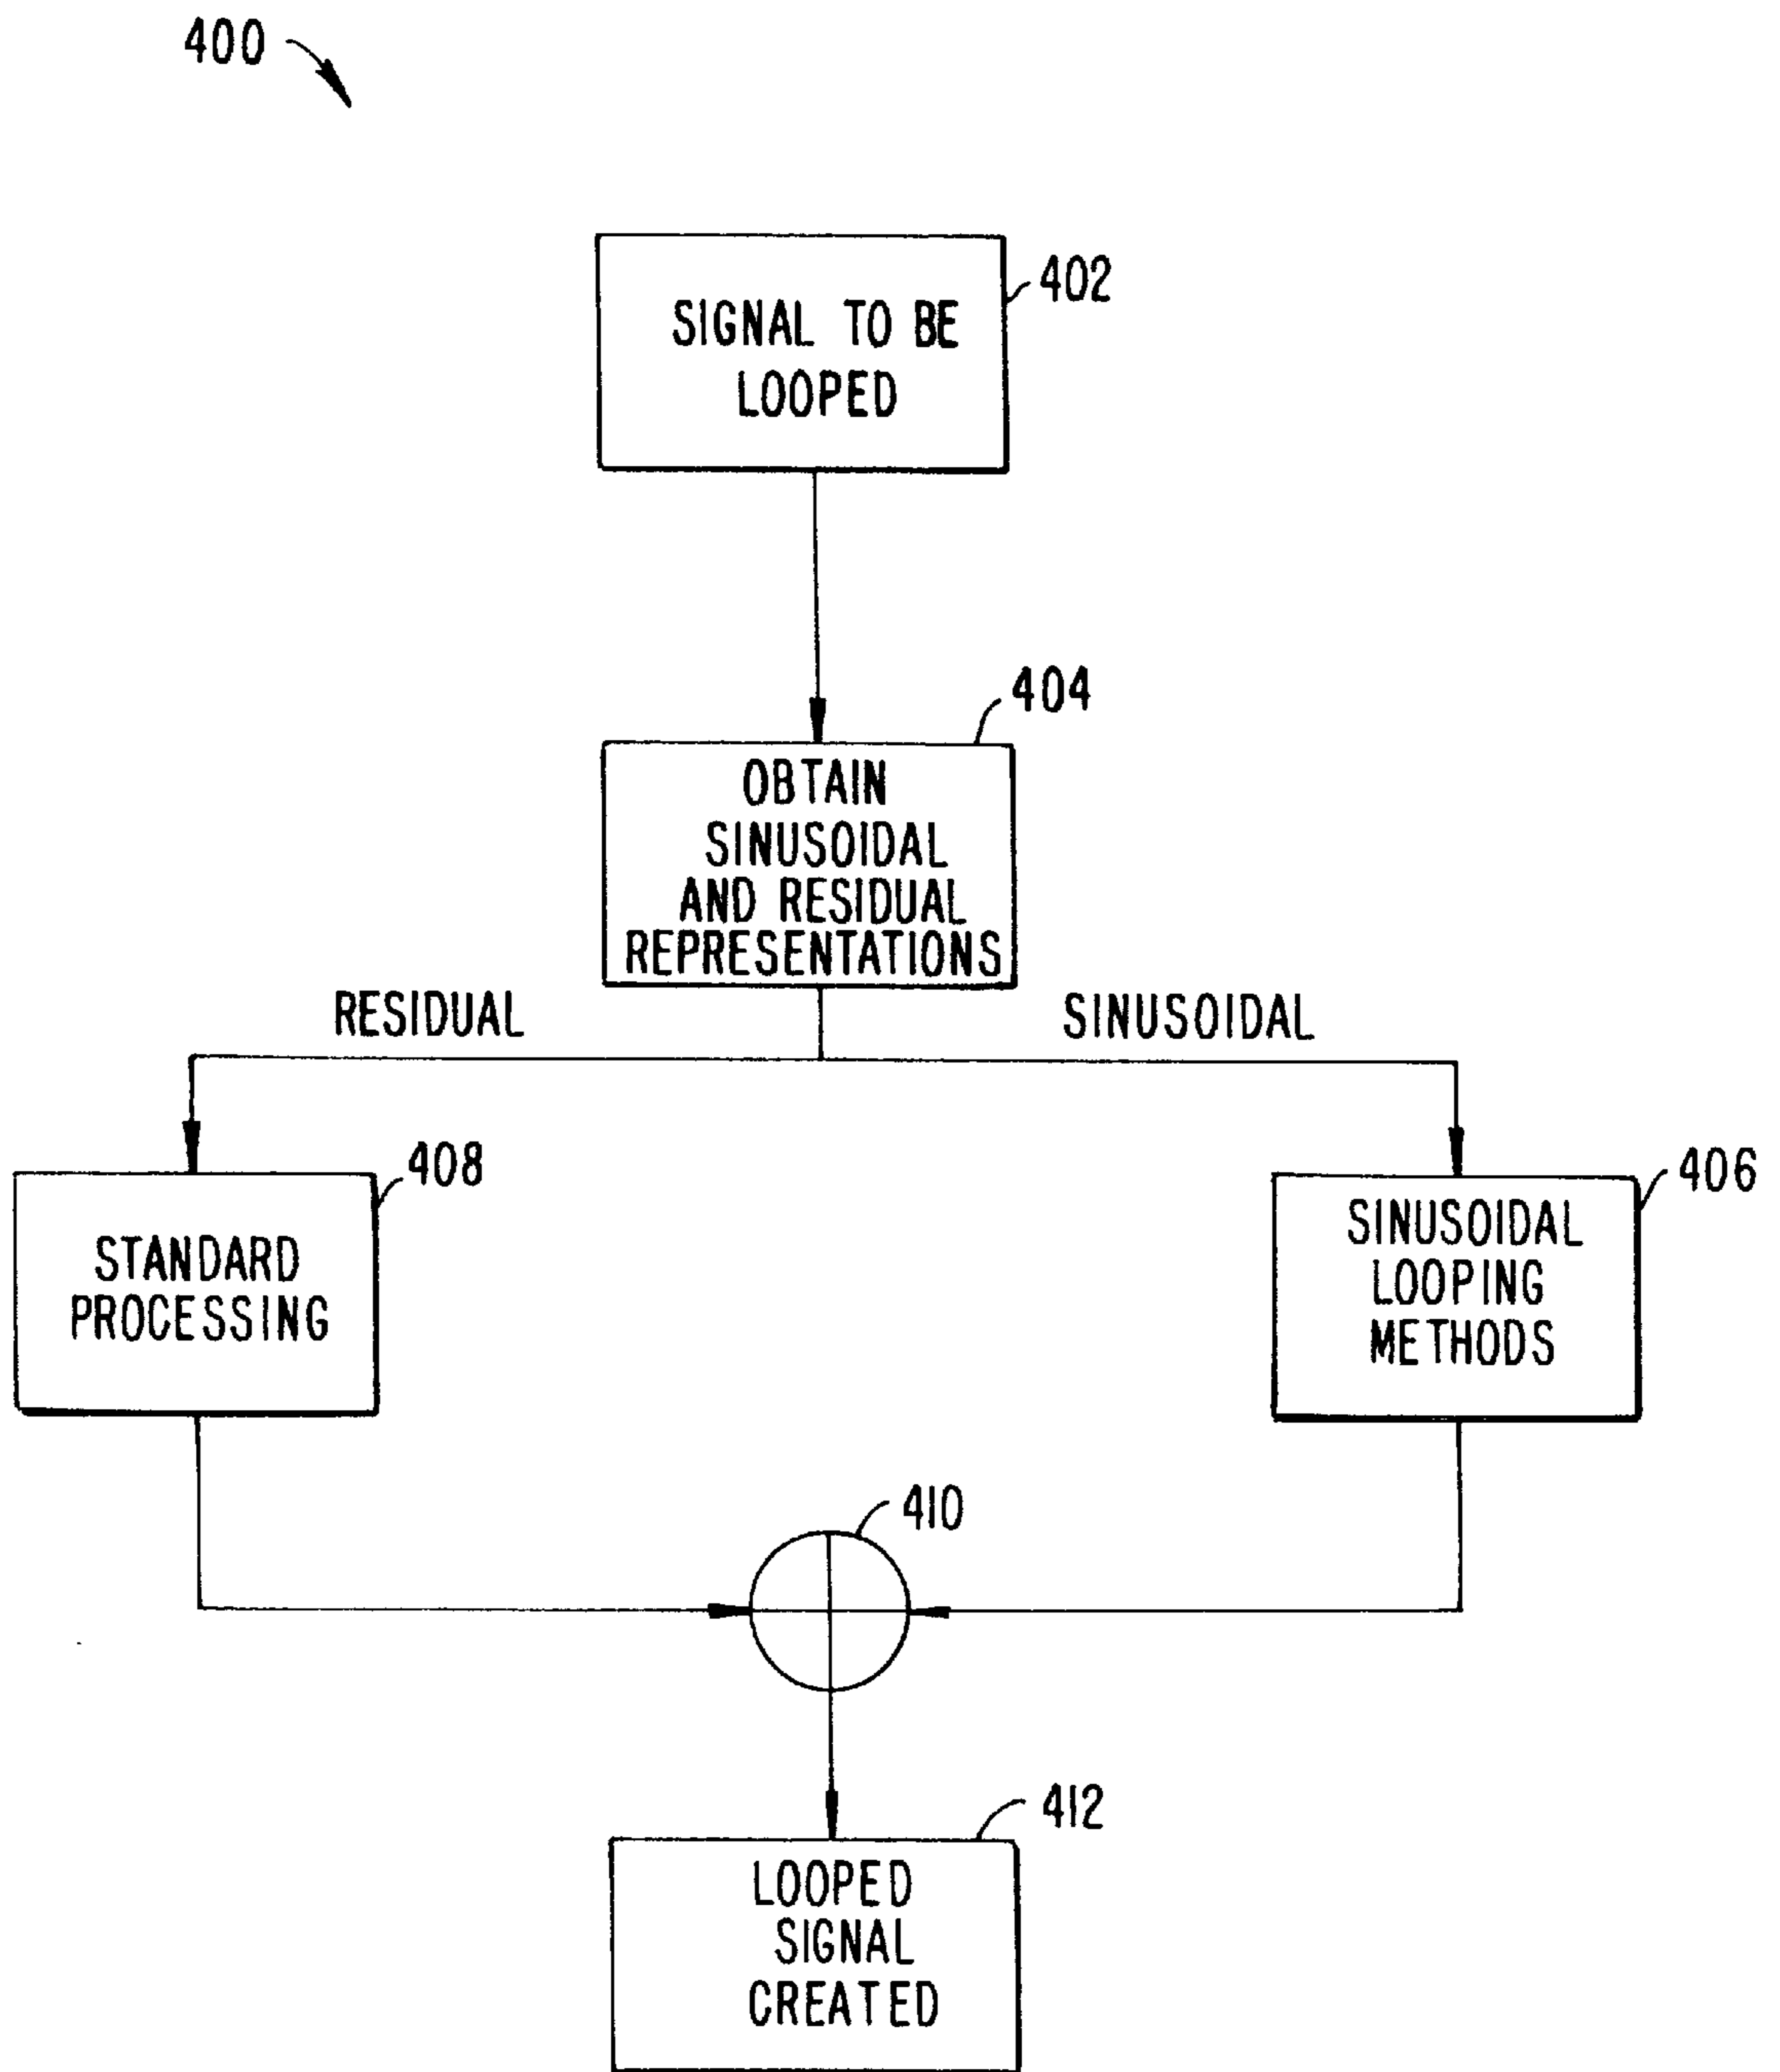 400
402
SIGNAL TO BE
LOOPED
404
OBTAIN
SINUSOIDAL
AND RESIDUAL
REPRESENTATIONS
RESIDUAL
SINUSOIDAL
408
STANDARD
PROCESSING
406
SINUSOIDAL
LOOPING
METHODS
410
412
LOOPED
SIGNAL
CREATED